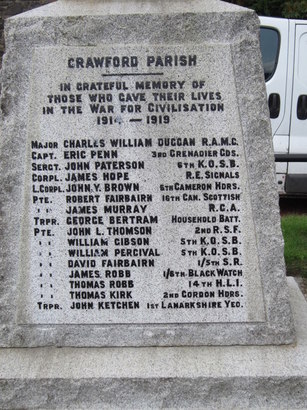 CRAWFORD PARISH
IN GRATEFUL MEMORY OF
THOSE WHO GAVE THEIR LIVES
IN THE WAR FOR CIVILISATION
1914 — 1919
MAJOR CHARLES WILLIAM DUGGAN R.A.M.C.
CAPT. ERIC PENN 3RD GRENADIER GDS.
SERGT. JOHN PATERSON 6TH K.O.S.B.
CORPL. JAMES HOPE R.E. SIGNALS
L.CORPL. JOHN Y. BROWN 5TH CAMERON HDRS.
PTE. ROBERT FAIRBAIRN 16TH CAN. SCOTTISH
" JAMES MURRAY R.C.A.
TRPR. GEORGE BERTRAM HOUSEHOLD BATT.
PTE. JOHN L. THOMSON 2ND R.S.F.
" WILLIAM GIBSON 5TH K.O.S.B.
" WILLIAM PERCIVAL 5TH K.O.S.B.
" DAVID FAIRBAIRN 1/5TH S.R.
" JAMES ROBB 1/6TH BLACK WATCH
" THOMAS ROBB 14TH H.L.I.
" THOMAS KIRK 2ND GORDON HDRS.
TRPR. JOHN KETCHEN 1ST LANARKSHIRE YEO.